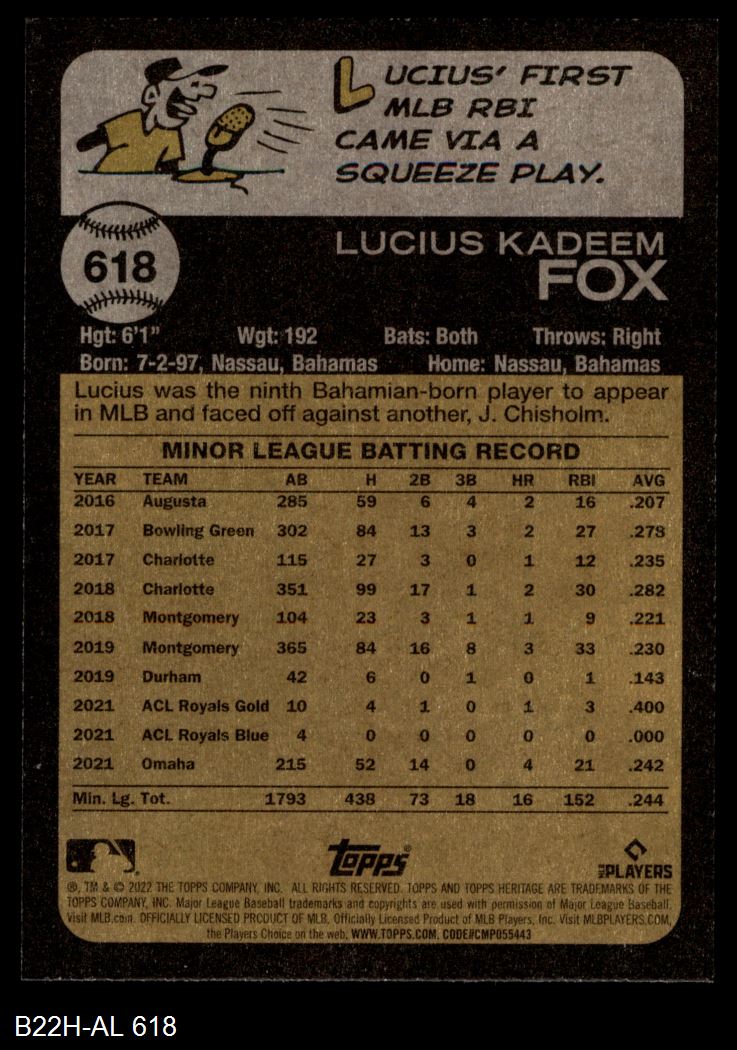 LUCIUS' FIRST
MLB RBI
CAME VIA A
SQUEEZE PLAY.
618
LUCIUS KADEEM
FOX
Hgt: 6'1" Wgt: 192 Bats: Both Throws: Right
Born: 7-2-97, Nassau, Bahamas Home: Nassau, Bahamas
Lucius was the ninth Bahamian-born player to appear
in MLB and faced off against another, J. Chisholm.
MINOR LEAGUE BATTING RECORD
YEAR TEAM AB H 2B 3B HR RBI AVG
2016 Augusta 285 59 6 4 2 16 .207
2017 Bowling Green 302 84 13 3 2 27 .278
2017 Charlotte 115 27 3 0 1 12 .235
2018 Charlotte 351 99 17 1 2 30 .282
2018 Montgomery 104 23 3 1 1 9 .221
2019 Montgomery 365 84 16 8 3 33 .230
2019 Durham 42 6 0 1 0 1 .143
2021 ACL Royals Gold 10 4 1 0 1 3 .400
2021 ACL Royals Blue 4 0 0 0 0 0 .000
2021 Omaha 215 52 14 0 4 21 .242
Min. Lg. Tot. 1793 438 73 18 16 152 .244
Topps®
MLB PLAYERS
®, TM & © 2022 THE TOPPS COMPANY, INC. ALL RIGHTS RESERVED. TOPPS AND TOPPS HERITAGE ARE TRADEMARKS OF THE
TOPPS COMPANY, INC. Major League Baseball trademarks and copyrights are used with permission of Major League Baseball.
Visit MLB.com. OFFICIALLY LICENSED PRODUCT OF MLB. Officially Licensed Product of MLB Players, Inc. Visit MLBPLAYERS.COM,
the Players Choice on the web. WWW.TOPPS.COM. CODE#CMP055443
B22H-AL 618